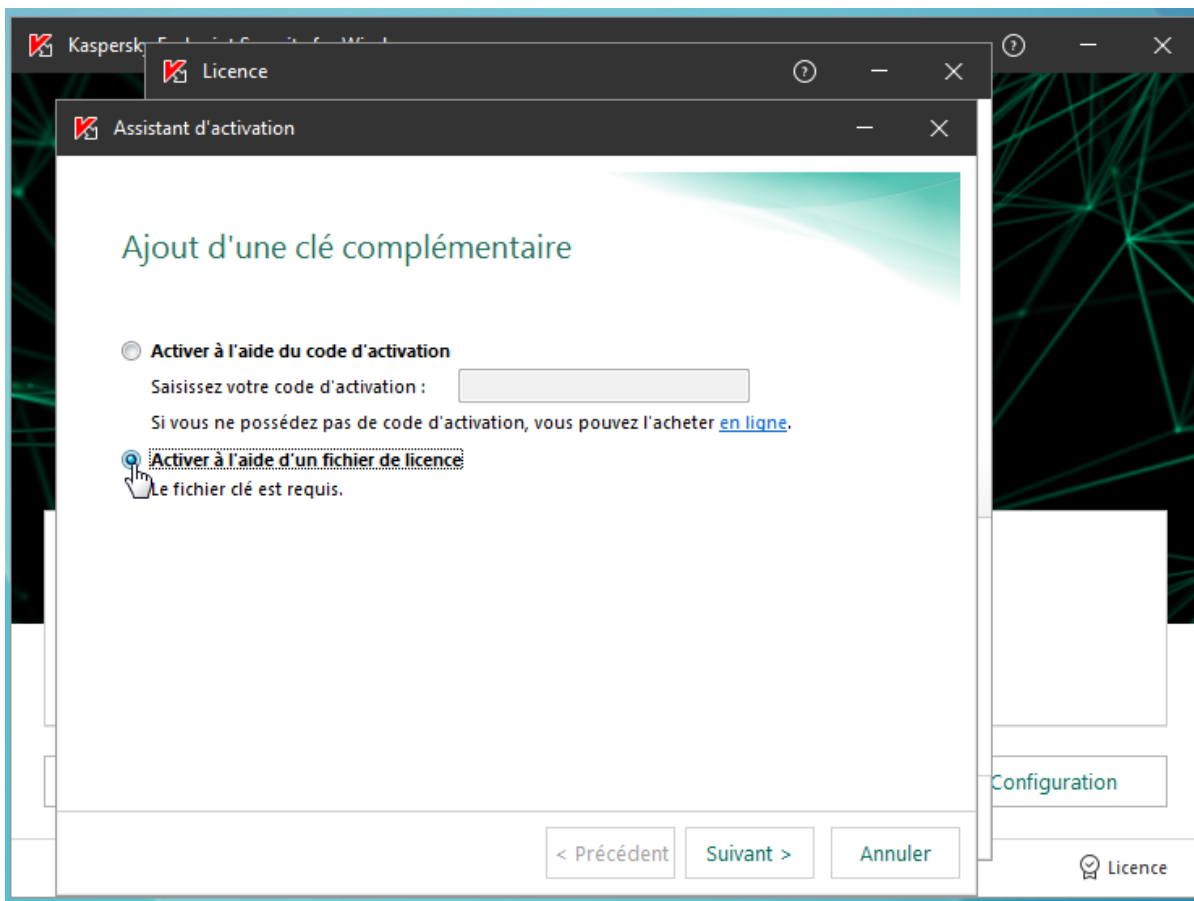 Kaspersky
Licence
Assistant d'activation
Ajout d'une clé complémentaire
Activer à l'aide du code d'activation
Saisissez votre code d'activation :
Si vous ne possédez pas de code d'activation, vous pouvez l'acheter en ligne.
Activer à l'aide d'un fichier de licence
Le fichier clé est requis.
Configuration
< Précédent
Suivant >
Annuler
Licence